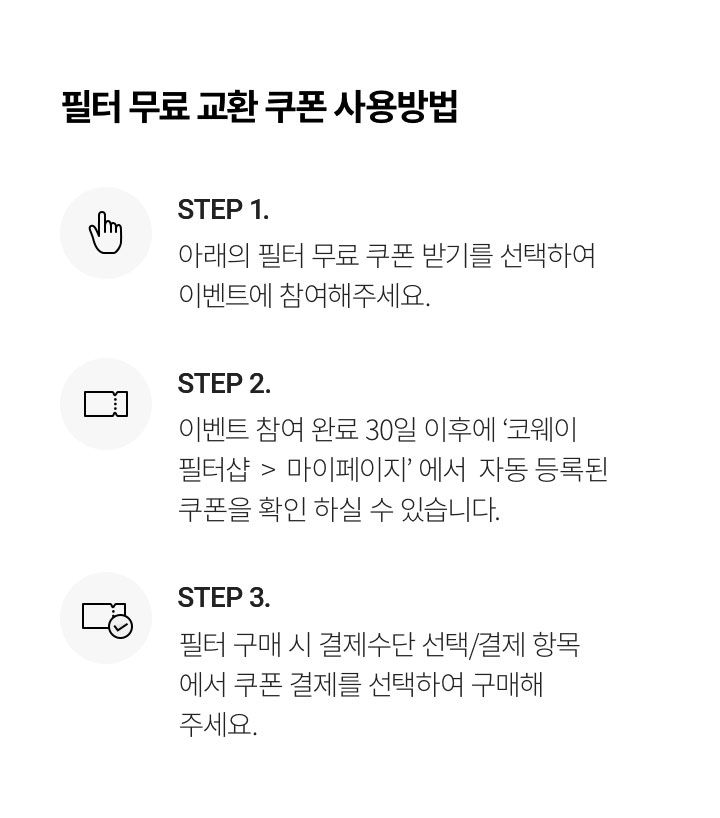 필터 무료 교환 쿠폰 사용방법
STEP 1.
아래의 필터 무료 쿠폰 받기를 선택하여
이벤트에 참여해주세요.
STEP 2.
이벤트 참여 완료 30일 이후에 ‘코웨이
필터샵 > 마이페이지’ 에서 자동 등록된
쿠폰을 확인 하실 수 있습니다.
STEP 3.
필터 구매 시 결제수단 선택/결제 항목
에서 쿠폰 결제를 선택하여 구매해
주세요.